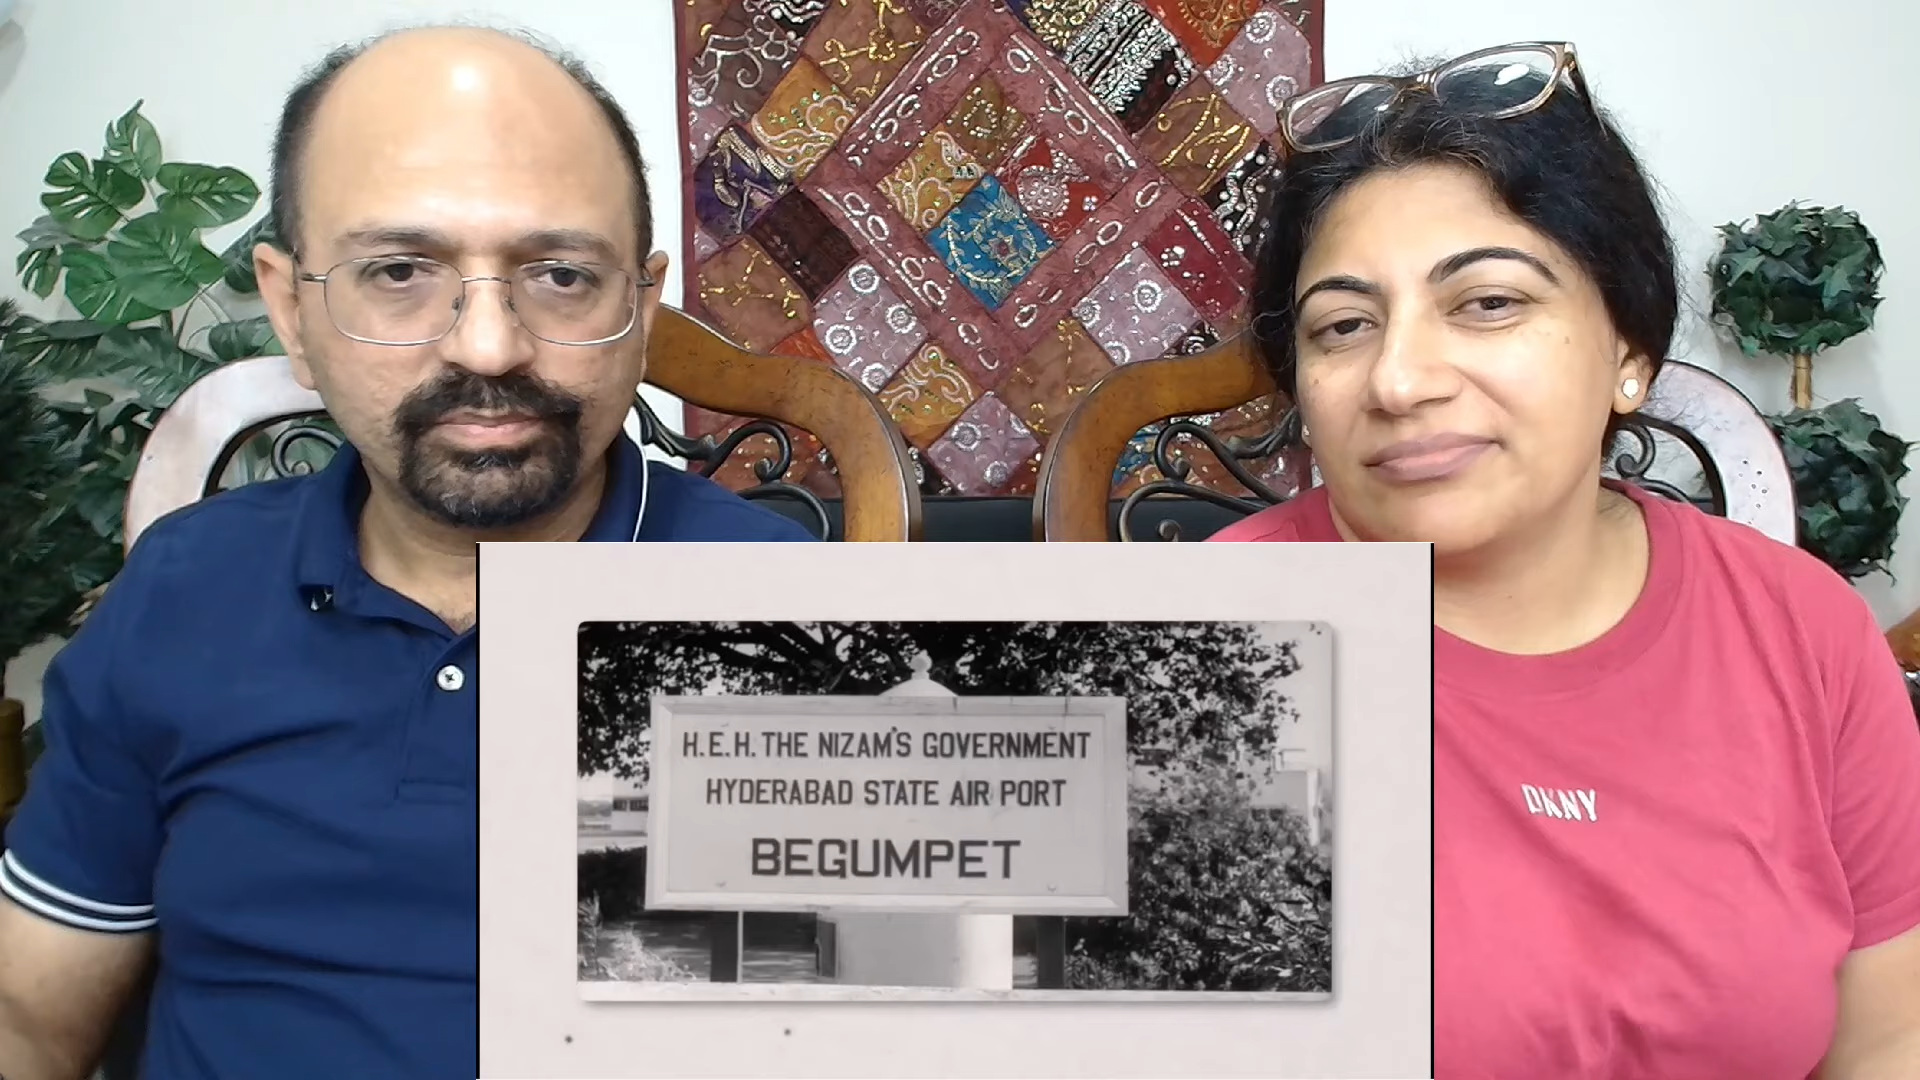 H.E.H. THE NIZAM'S GOVERNMENT
HYDERABAD STATE AIR PORT
BEGUMPET
DKNY